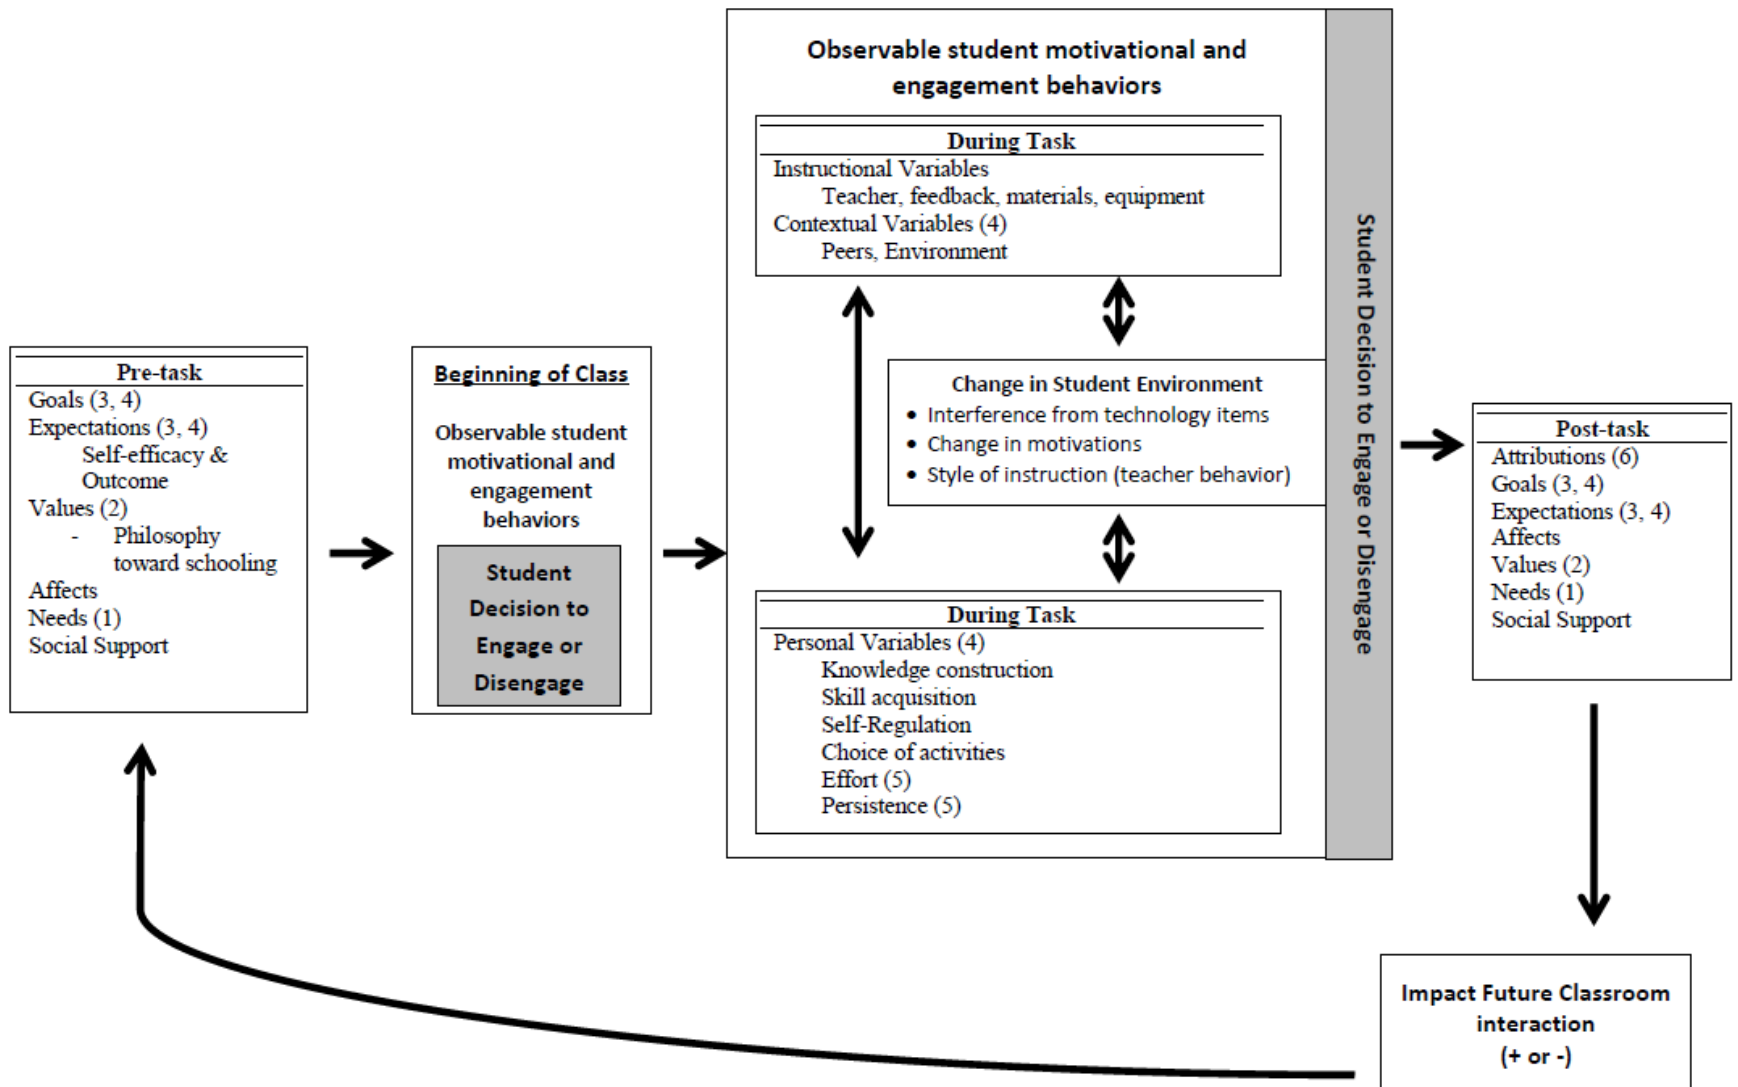 Pre-task
Goals (3, 4)
Expectations (3, 4)
Self-efficacy &
Outcome
Values (2)
- Philosophy
toward schooling
Affects
Needs (1)
Social Support
Beginning of Class
Observable student
motivational and
engagement
behaviors
Student
Decision to
Engage or
Disengage
Observable student motivational and
engagement behaviors
During Task
Instructional Variables
Teacher, feedback, materials, equipment
Contextual Variables (4)
Peers, Environment
Change in Student Environment
• Interference from technology items
• Change in motivations
• Style of instruction (teacher behavior)
During Task
Personal Variables (4)
Knowledge construction
Skill acquisition
Self-Regulation
Choice of activities
Effort (5)
Persistence (5)
Student Decision to Engage or Disengage
Post-task
Attributions (6)
Goals (3, 4)
Expectations (3, 4)
Affects
Values (2)
Needs (1)
Social Support
Impact Future Classroom
interaction
(+ or -)